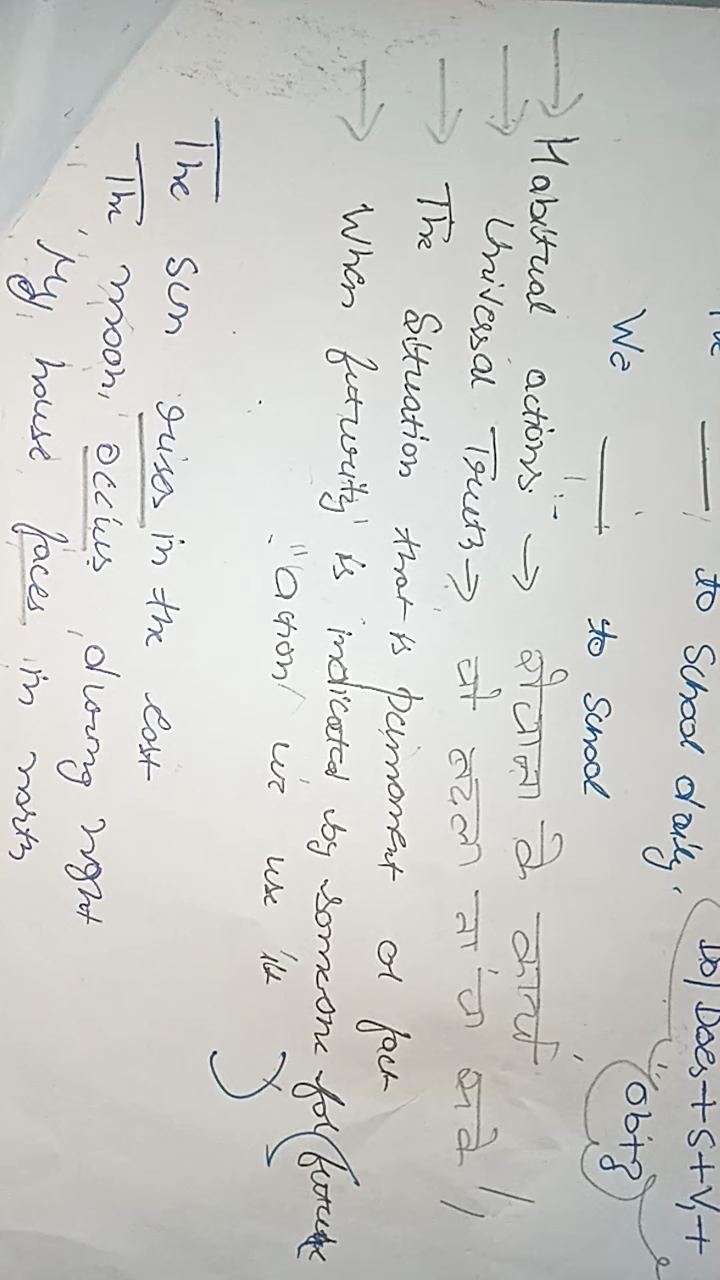 to School daily. Do/Does+S+V₁+
We — to School obj?
→ Habitual actions :- → रोजाना के कार्य
→ Universal Truth → जो बदला ना जा सके
→ The Situation that is permanent or fact
→ When futurity is indicated by someone for (future
"action" we use it )
The sun rises in the east
The moon, occurs, during night
My house faces in north